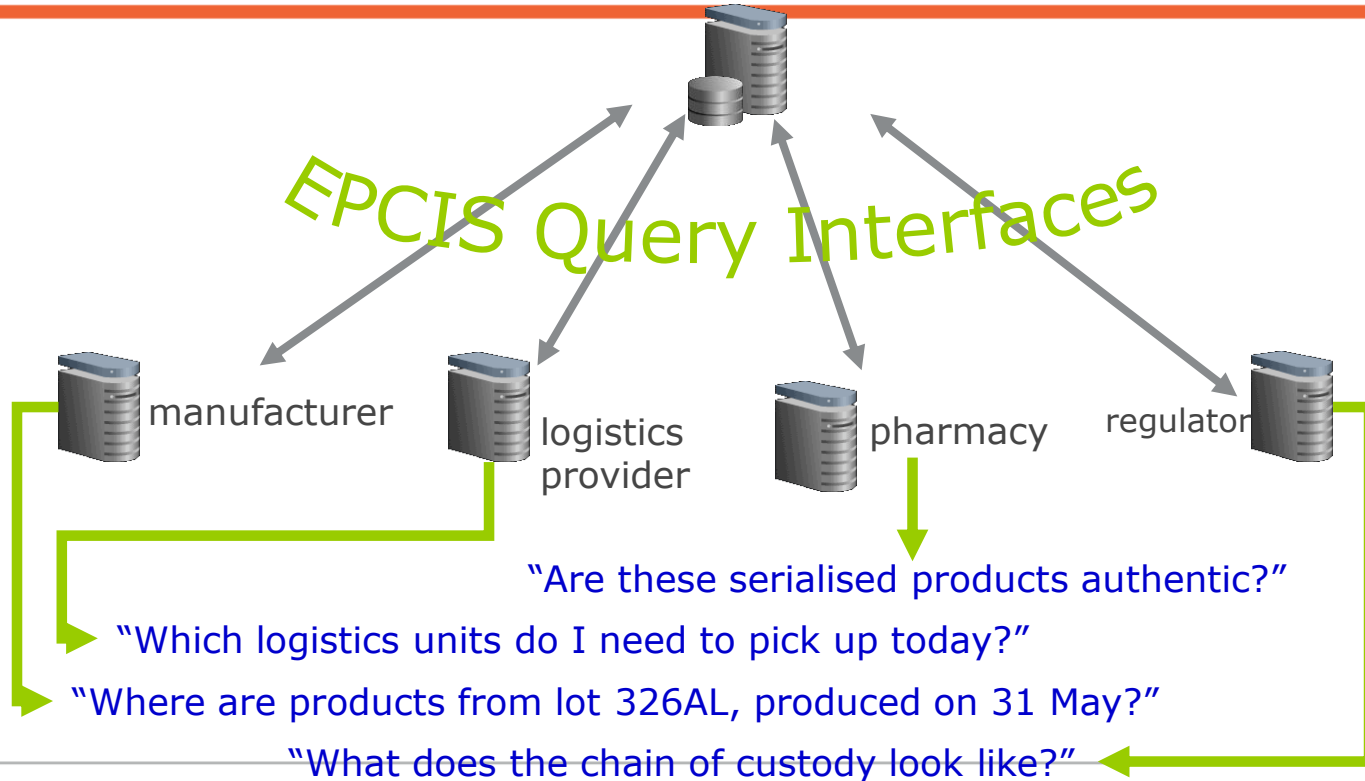 EPCIS Query Interfaces
manufacturer
logistics
provider
pharmacy
regulator
“Are these serialised products authentic?”
“Which logistics units do I need to pick up today?”
“Where are products from lot 326AL, produced on 31 May?”
“What does the chain of custody look like?”